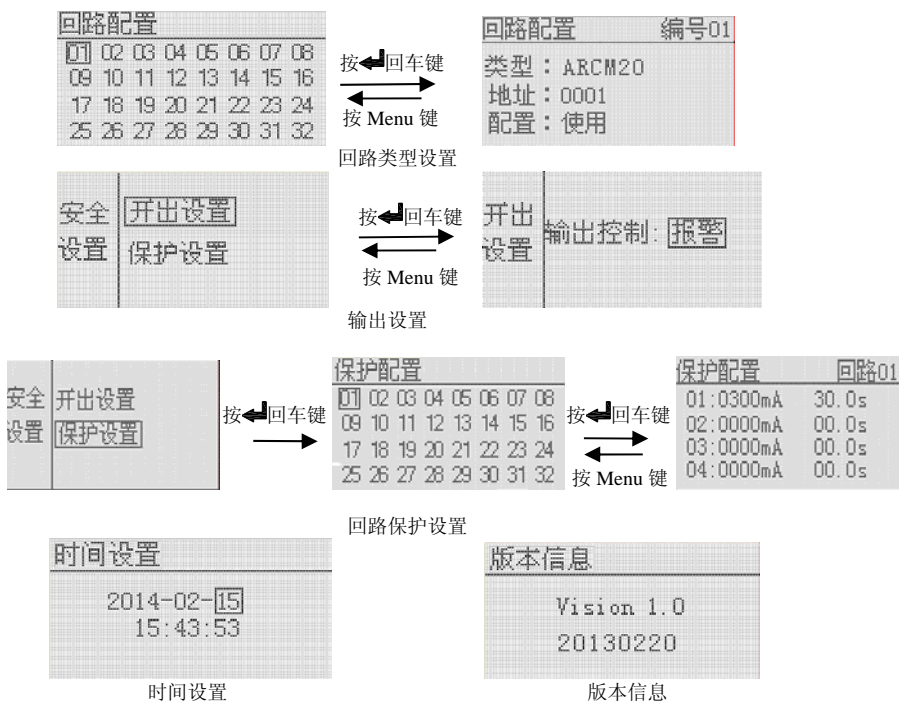 回路配置
01 02 03 04 05 06 07 08
09 10 11 12 13 14 15 16
17 18 19 20 21 22 23 24
25 26 27 28 29 30 31 32
按回车键
按 Menu 键
回路配置 编号01
类型：ARCM20
地址：0001
配置：使用
回路类型设置
安全设置
开出设置
保护设置
按回车键
按 Menu 键
开出设置
输出控制: 报警
输出设置
安全设置
开出设置
保护设置
按回车键
保护配置
01 02 03 04 05 06 07 08
09 10 11 12 13 14 15 16
17 18 19 20 21 22 23 24
25 26 27 28 29 30 31 32
按回车键
按 Menu 键
保护配置 回路01
01:0300mA 30.0s
02:0000mA 00.0s
03:0000mA 00.0s
04:0000mA 00.0s
回路保护设置
时间设置
2014-02-15
15:43:53
时间设置
版本信息
Vision 1.0
20130220
版本信息